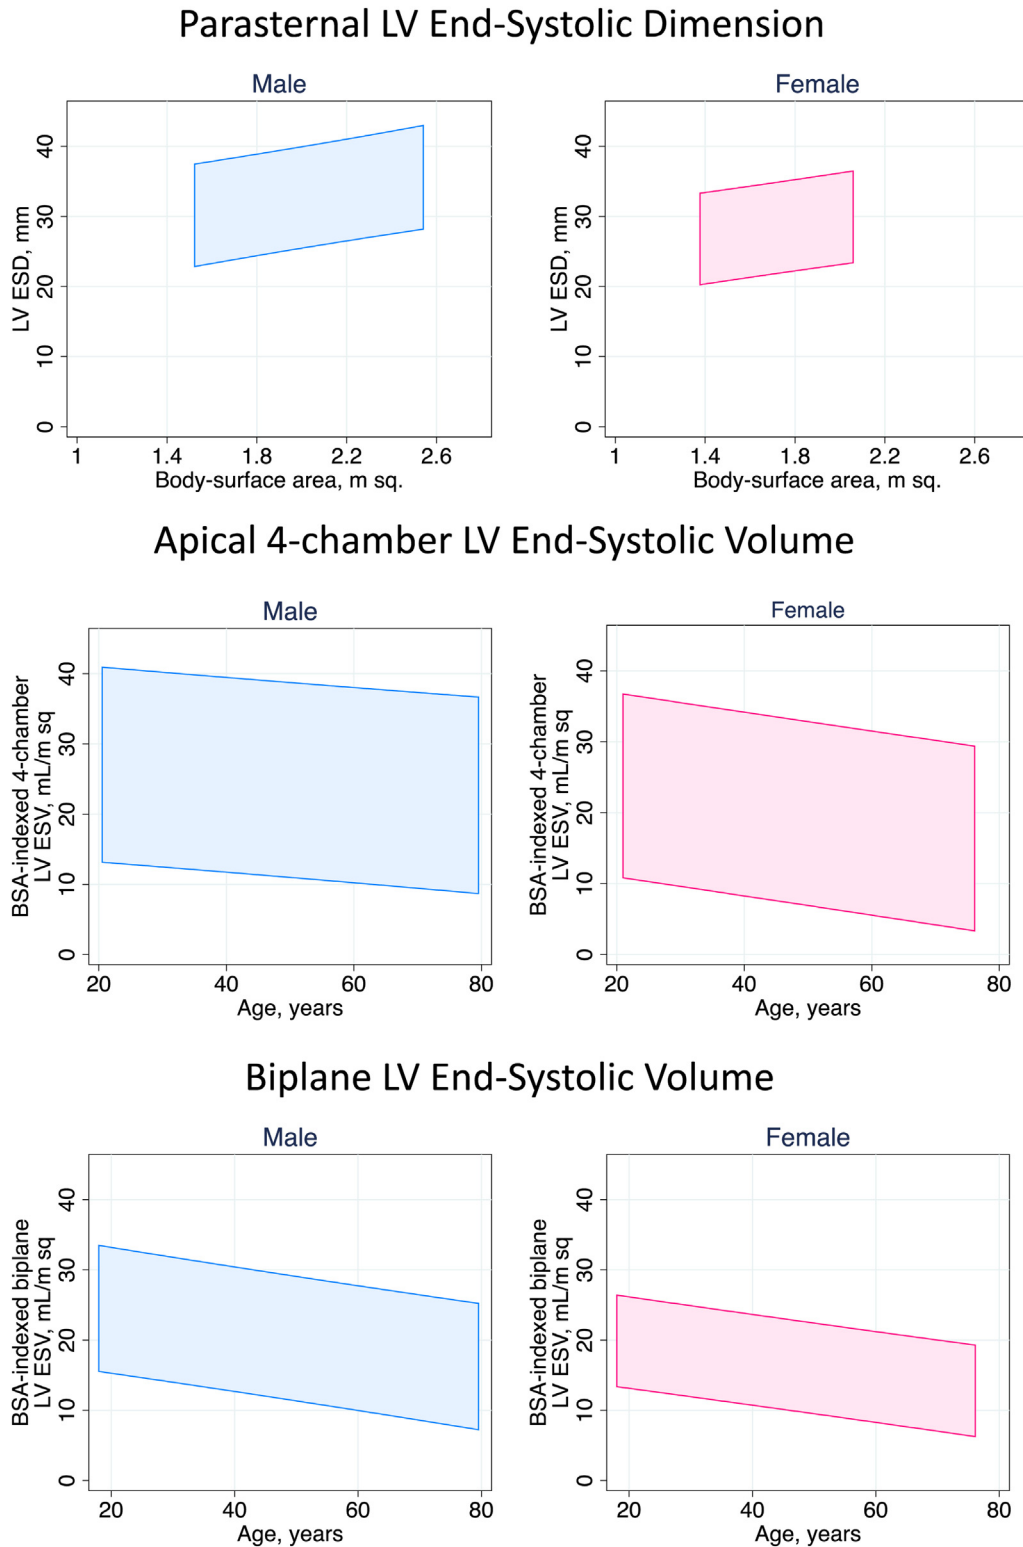 Parasternal LV End-Systolic Dimension
Male
Female
LV ESD, mm
40
30
20
10
0
1 1.4 1.8 2.2 2.6
Body-surface area, m sq.
LV ESD, mm
40
30
20
10
0
1 1.4 1.8 2.2 2.6
Body-surface area, m sq.
Apical 4-chamber LV End-Systolic Volume
Male
Female
BSA-indexed 4-chamber
LV ESV, mL/m sq
40
30
20
10
0
20 40 60 80
Age, years
BSA-indexed 4-chamber
LV ESV, mL/m sq
40
30
20
10
0
20 40 60 80
Age, years
Biplane LV End-Systolic Volume
Male
Female
BSA-indexed biplane
LV ESV, mL/m sq
40
30
20
10
0
20 40 60 80
Age, years
BSA-indexed biplane
LV ESV, mL/m sq
40
30
20
10
0
20 40 60 80
Age, years